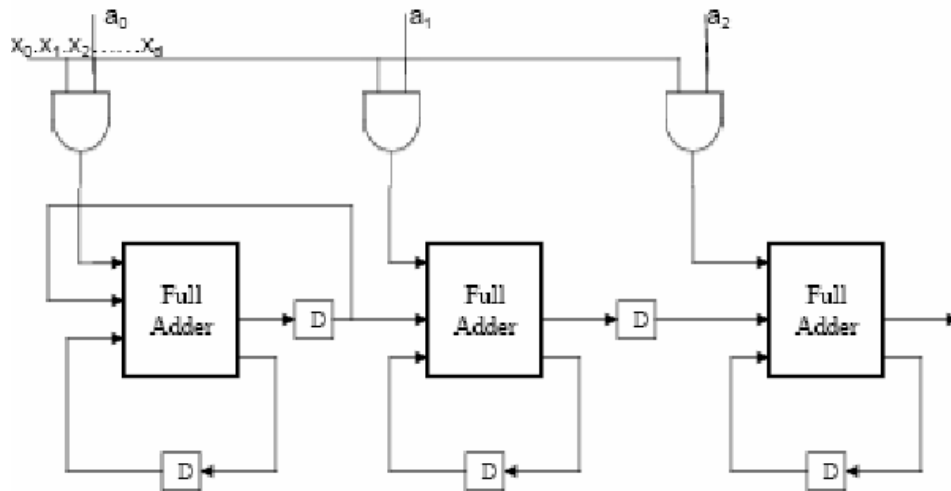 a0 a1 a2
x0 x1 x2 ........ xd
Full Adder
D
Full Adder
D
Full Adder
D
D
D